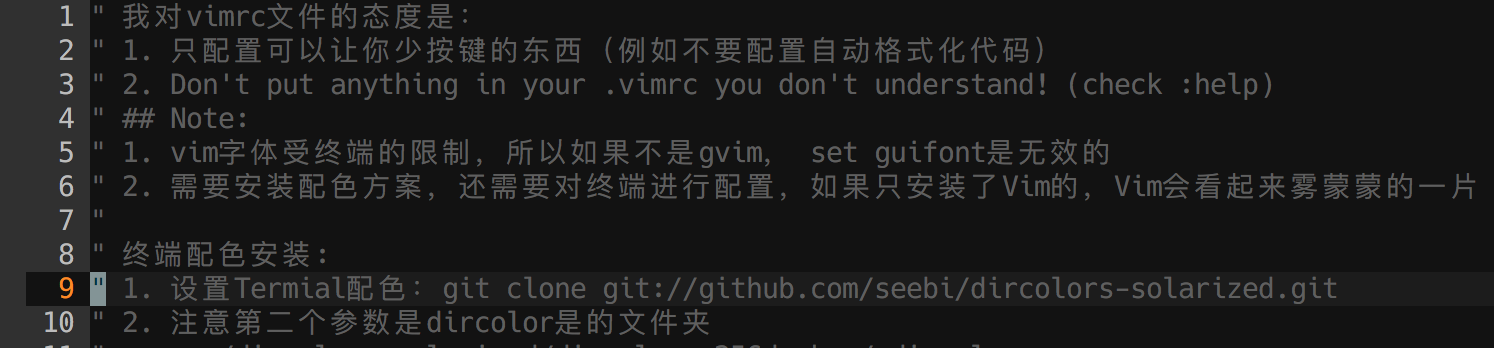 1 " 我对vimrc文件的态度是：
2 " 1. 只配置可以让你少按键的东西（例如不要配置自动格式化代码）
3 " 2. Don't put anything in your .vimrc you don't understand! (check :help)
4 " ## Note:
5 " 1. vim字体受终端的限制，所以如果不是gvim， set guifont是无效的
6 " 2. 需要安装配色方案，还需要对终端进行配置，如果只安装了Vim的，Vim会看起来雾蒙蒙的一片
7 "
8 " 终端配色安装：
9 " 1. 设置Termial配色：git clone git://github.com/seebi/dircolors-solarized.git
10 " 2. 注意第二个参数是dircolor是的文件夹